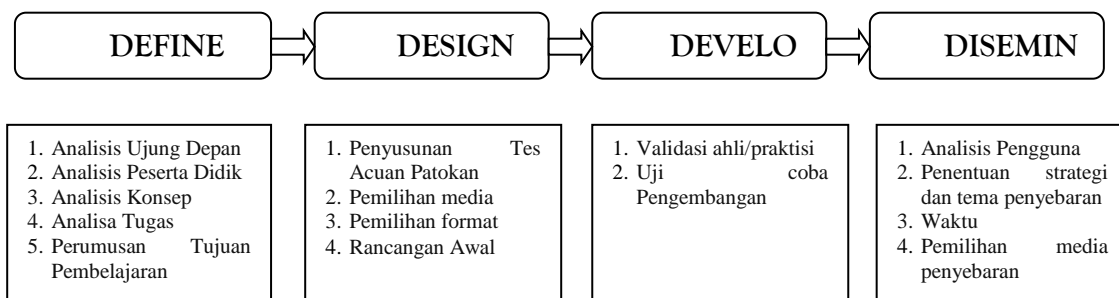 DEFINE
DESIGN
DEVELO
DISEMIN
1. Analisis Ujung Depan
2. Analisis Peserta Didik
3. Analisis Konsep
4. Analisa Tugas
5. Perumusan Tujuan
Pembelajaran
1. Penyusunan Tes
Acuan Patokan
2. Pemilihan media
3. Pemilihan format
4. Rancangan Awal
1. Validasi ahli/praktisi
2. Uji coba
Pengembangan
1. Analisis Pengguna
2. Penentuan strategi
dan tema penyebaran
3. Waktu
4. Pemilihan media
penyebaran